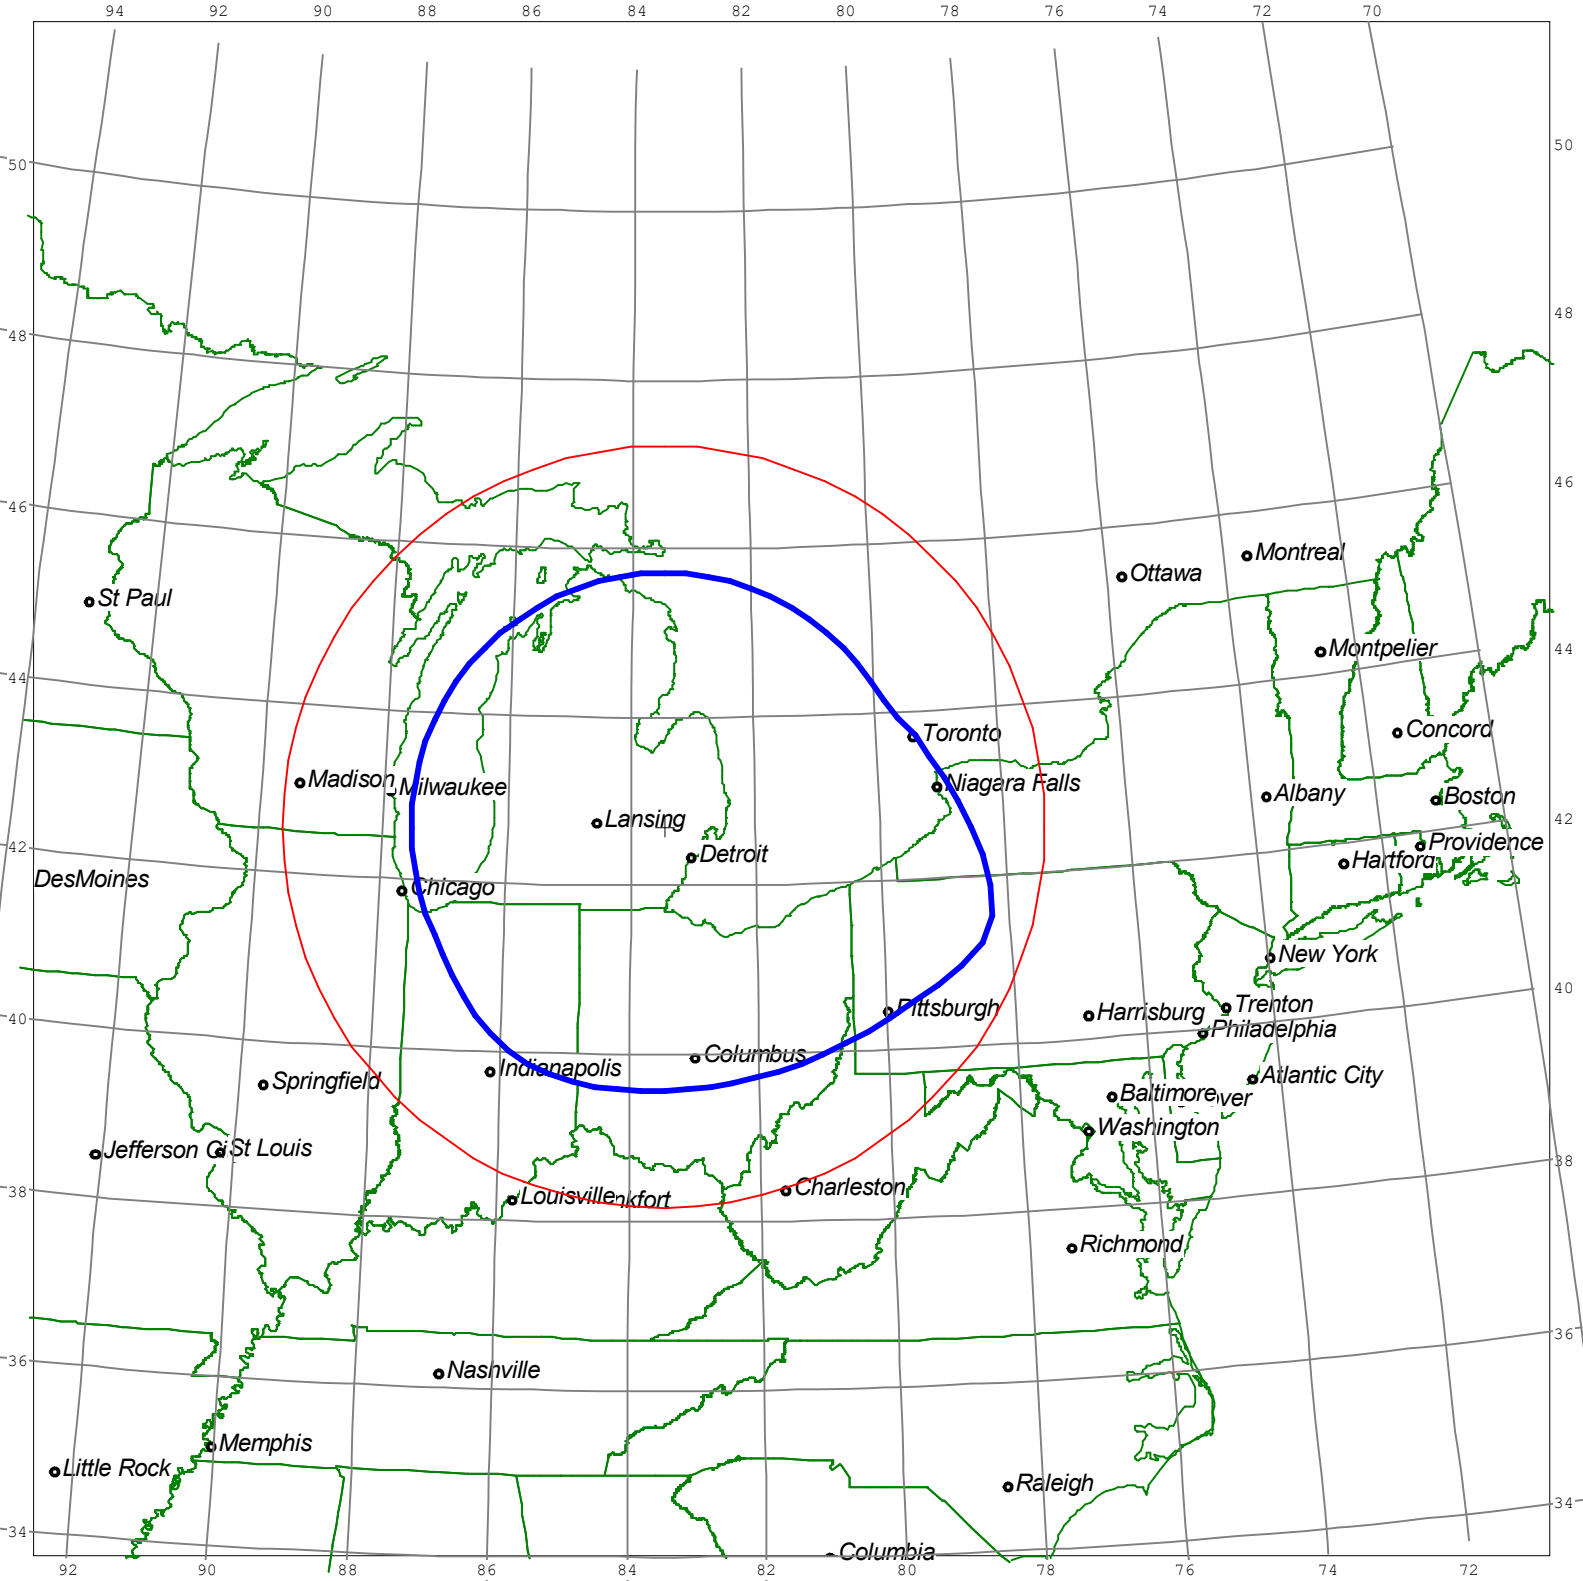 94 92 90 88 86 84 82 80 78 76 74 72 70
50 50
48 48
46 46
Montreal
Ottawa
St Paul
44 44
Montpelier
Concord
Toronto
Madison Milwaukee Niagara Falls
Albany Boston
Lansing 42
Detroit Providence
42 Hartford
DesMoines Chicago
New York
40
Pittsburgh Harrisburg Trenton
40 Philadelphia
Columbus
Indianapolis Atlantic City
Springfield Baltimore ver
Washington
Jefferson Ci St Louis
38
38 Louisville nkfort Charleston
Richmond
36
36 Nashville
Memphis
Little Rock Raleigh
34
34
Columbia
92 90 88 86 84 82 80 78 76 74 72